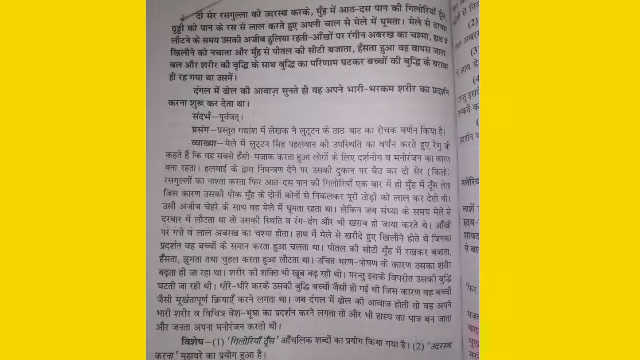 दो सेर रसगुल्ला को उदरस्थ करके, मुँह में आठ-दस पान की गिलोरियाँ ठूँस,
ठुड्डी को पान के रस से लाल करते हुए अपनी चाल से मेले में घूमता। मेले से दरबार
लौटने के समय उसकी अजीब हुलिया रहती-आँखों पर रंगीन अबरख का चश्मा, हाथ में
खिलौने को नचाता और मुँह से पीतल की सीटी बजाता, हँसता हुआ वह वापस जाता
बल और शरीर की वृद्धि के साथ बुद्धि का परिणाम घटकर बच्चों की बुद्धि के बराबर
ही रह गया था उसमें।
दंगल में ढोल की आवाज़ सुनते ही वह अपने भारी-भरकम शरीर का प्रदर्शन
करना शुरू कर देता था।
संदर्भ–पूर्ववत्।
प्रसंग–प्रस्तुत गद्यांश में लेखक ने लुट्टन के ठाठ बाठ का रोचक वर्णन किया है।
व्याख्या–मेले में लुट्टन सिंह पहलवान की उपस्थिति का वर्णन करते हुए रेणु जी
कहते हैं कि वह सबसे हँसी-मजाक करता हुआ लोगों के लिए दर्शनीय व मनोरंजन का कारण
बना रहता। हलवाई के द्वारा निमन्त्रण देने पर उसकी दुकान पर बैठ कर दो सेर (किलो)
रसगुल्लों का नाश्ता करता फिर आठ-दस पान की गिलोरियाँ एक बार में ही मुँह में ठूँस लेता
जिस कारण उसकी पीक मुँह के दोनों कोनों से निकलकर पूरी ठोड़ी को लाल कर देती थी।
उसी अजीब चेहरे के साथ वह मेले में घूमता रहता था। लेकिन जब संध्या के समय मेले से
दरबार में लौटता था तो उसकी स्थिति व रंग-ढंग और भी खराब हो जाया करते थे। आँखों
पर गत्ते व लाल अबरख का चश्मा होता। हाथ में मेले से खरीदे हुए खिलौने होते थे जिनका
प्रदर्शन वह बच्चों के समान करता हुआ चलता था। पीतल की सीटी मुँह में रखकर बजाता,
हँसता, झूमता तथा चुहल करता हुआ लौटता था। उचित भरण-पोषण के कारण उसका शरीर
बढ़ता ही जा रहा था। शरीर की शक्ति भी खूब बढ़ रही थी। परन्तु इसके विपरीत उसकी बुद्धि
घटती जा रही थी। धीरे-धीरे करके उसकी बुद्धि बच्चों जैसी हो गई थी जिस कारण वह बच्चों
जैसी मूर्खतापूर्ण क्रियाएँ करने लगता था। जब दंगल में ढोल की आवाज होती तो वह अपने
भारी शरीर व विचित्र वेश-भूषा का प्रदर्शन करने लगता तो और भी हास्य का पात्र बन जाता
और जनता अपना मनोरंजन करती थी।
विशेष–(1) 'गिलोरियाँ ठूँस' आँचलिक शब्दों का प्रयोग किया गया है। (2) 'उदरस्थ
करना' मुहावरे का प्रयोग हुआ है।